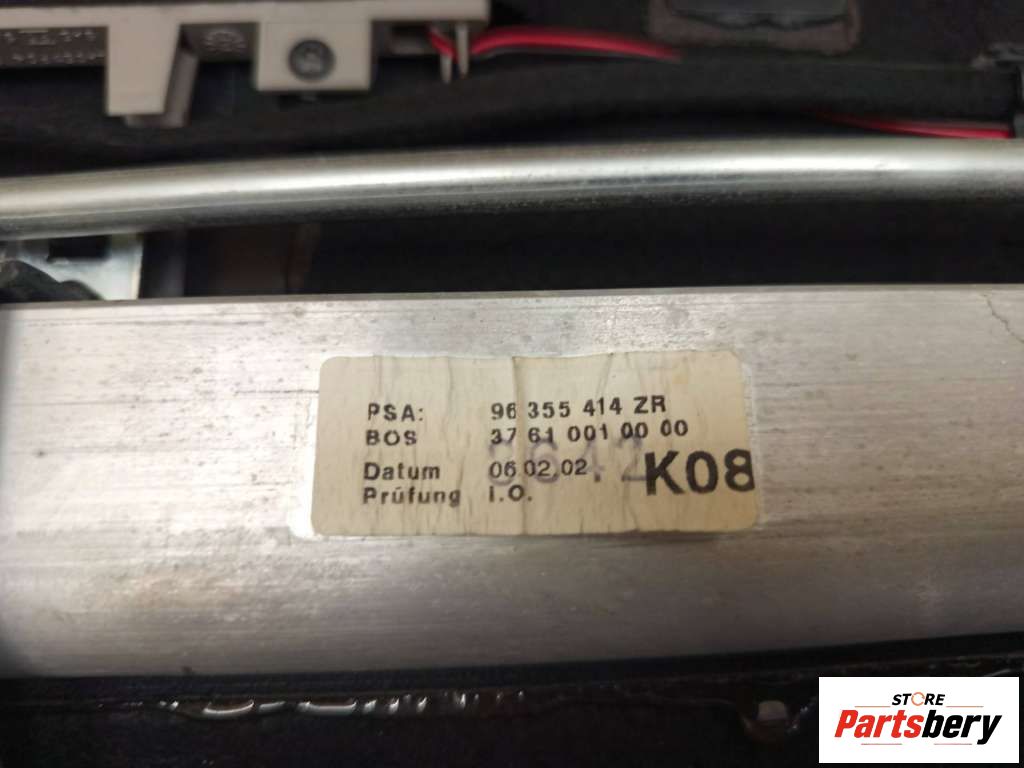 PSA: 96 355 414 ZR
BOS 37 61 001 00 00
Datum 06.02.02
Prüfung i.O.
K08
STORE
Partsbery